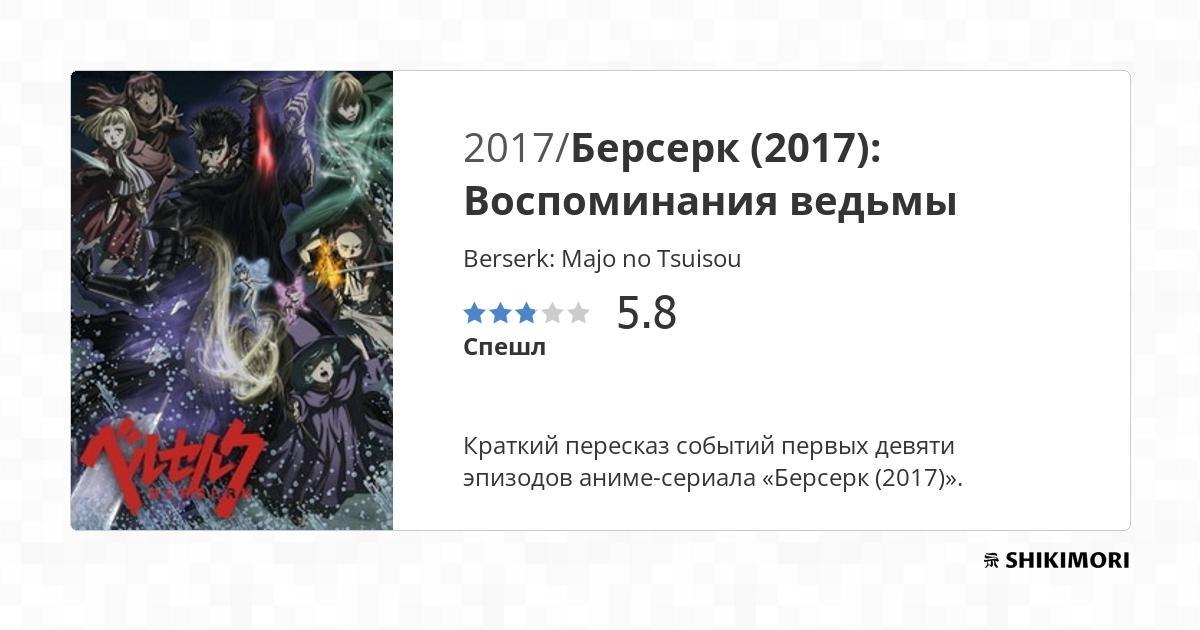 2017/Берсерк (2017):
Воспоминания ведьмы
Berserk: Majo no Tsuisou
5.8
Спешл
Краткий пересказ событий первых девяти
эпизодов аниме-сериала «Берсерк (2017)».
ベルセルク
BERSERK
SHIKIMORI